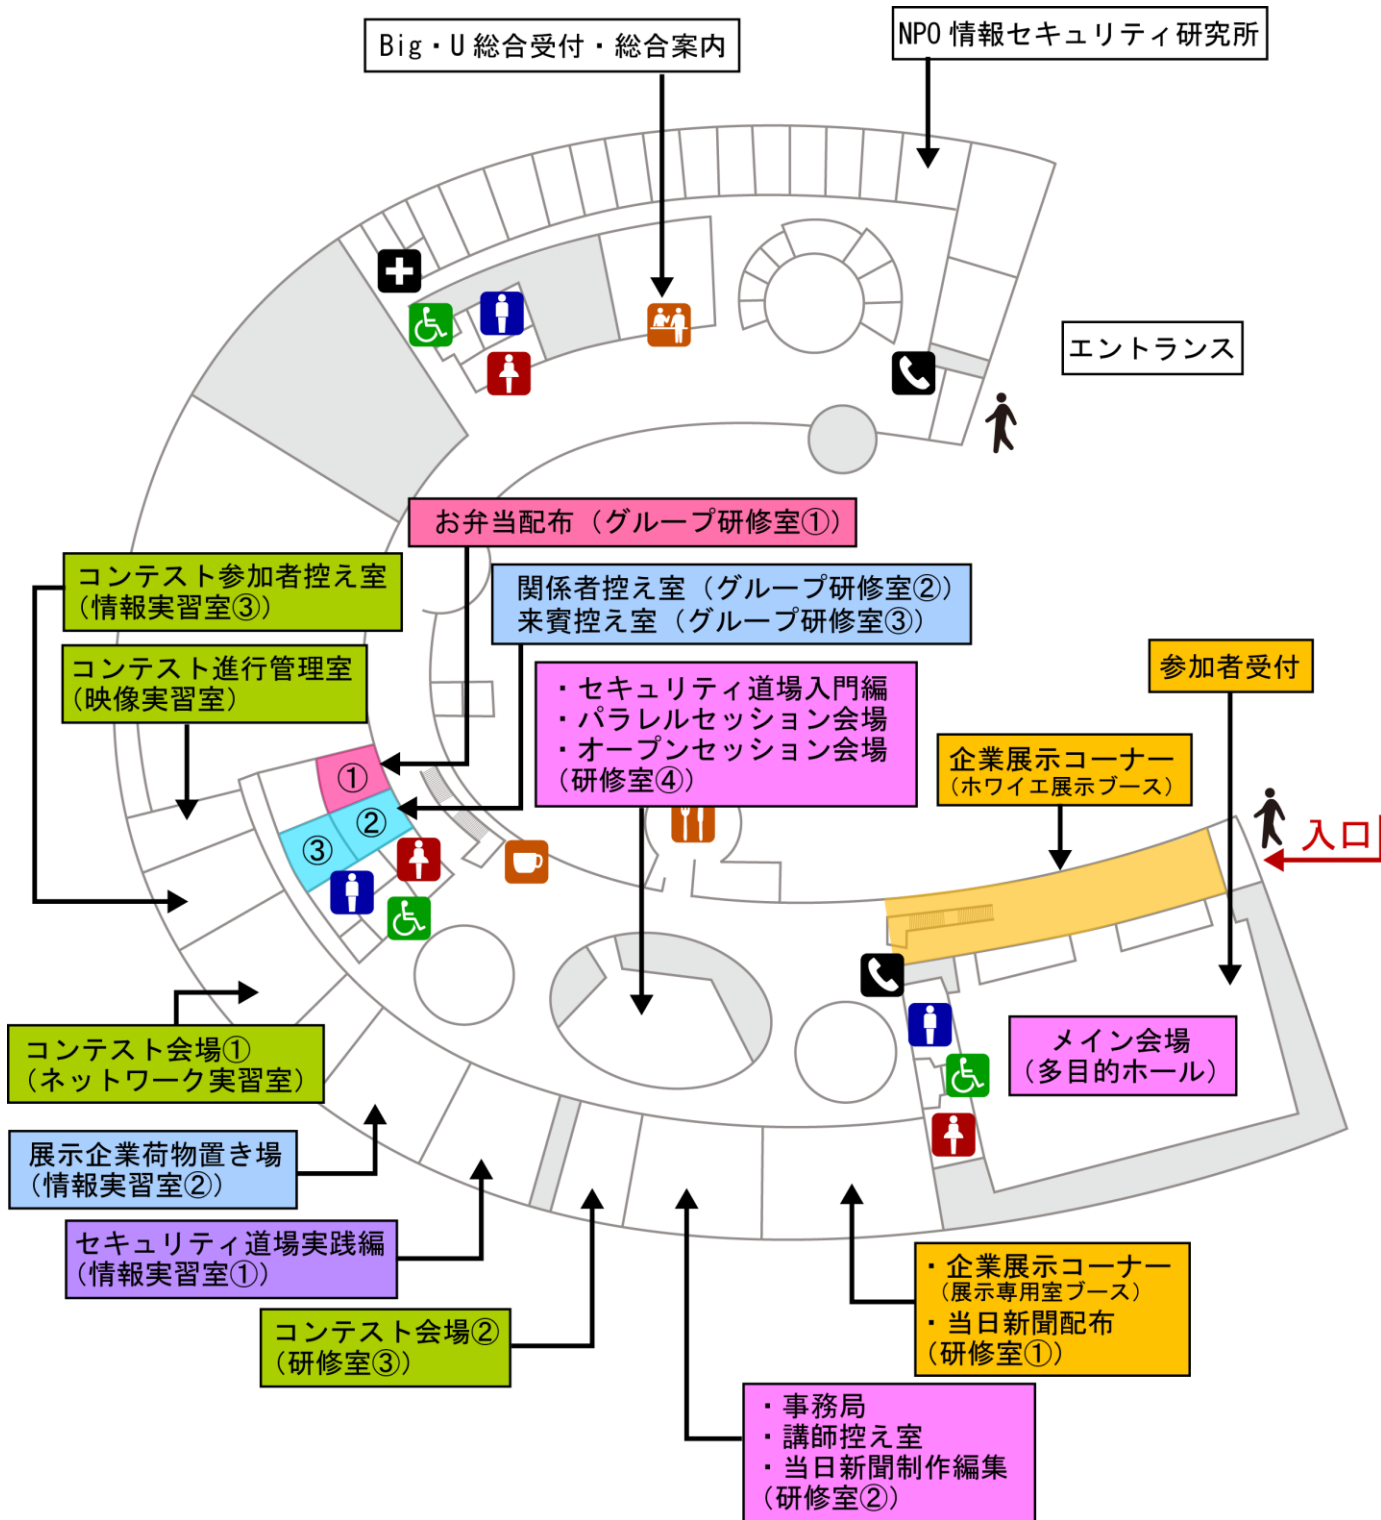 Big・U 総合受付・総合案内
NPO 情報セキュリティ研究所
エントランス
お弁当配布（グループ研修室①）
コンテスト参加者控え室
（情報実習室③）
関係者控え室（グループ研修室②）
来賓控え室（グループ研修室③）
コンテスト進行管理室
（映像実習室）
・セキュリティ道場入門編
・パラレルセッション会場
・オープンセッション会場
（研修室④）
参加者受付
企業展示コーナー
（ホワイエ展示ブース）
①
②
③
入口
コンテスト会場①
（ネットワーク実習室）
メイン会場
（多目的ホール）
展示企業荷物置き場
（情報実習室②）
セキュリティ道場実践編
（情報実習室①）
コンテスト会場②
（研修室③）
・企業展示コーナー
（展示専用室ブース）
・当日新聞配布
（研修室①）
・事務局
・講師控え室
・当日新聞制作編集
（研修室②）